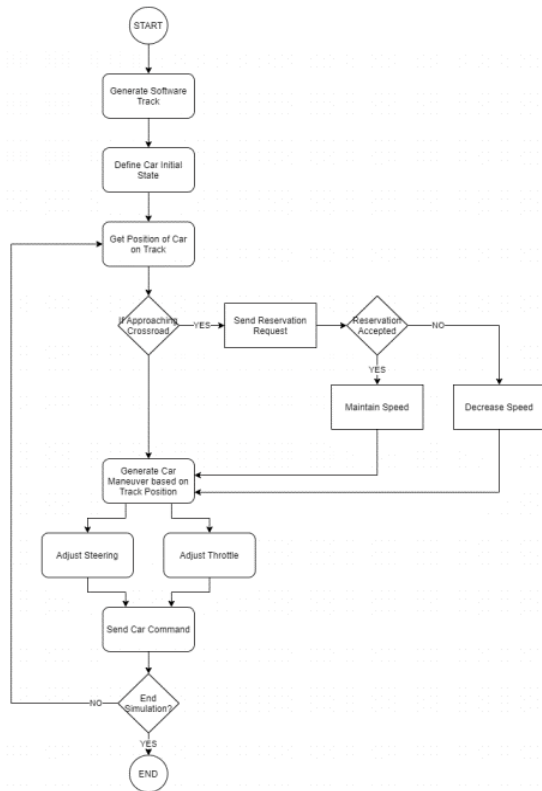 START
Generate Software
Track
Define Car Initial
State
Get Position of Car
on Track
If Approaching
Crossroad
YES
Send Reservation
Request
Reservation
Accepted
NO
YES
Maintain Speed
Decrease Speed
Generate Car
Maneuver based on
Track Position
Adjust Steering
Adjust Throttle
Send Car Command
End
Simulation?
NO
YES
END